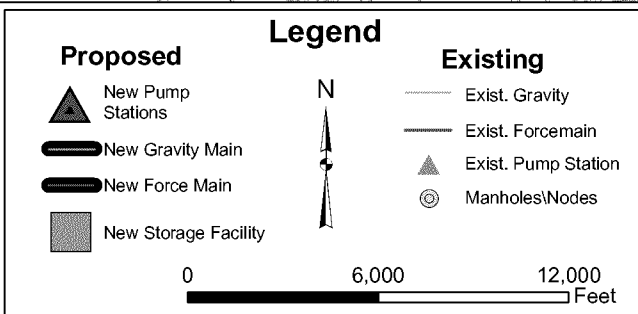 Legend
Proposed
New Pump
Stations
New Gravity Main
New Force Main
New Storage Facility
N
Existing
Exist. Gravity
Exist. Forcemain
Exist. Pump Station
Manholes\Nodes
0 6,000 12,000
Feet